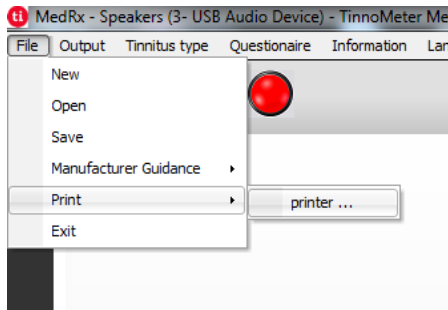 ti MedRx - Speakers (3- USB Audio Device) - TinnoMeter Me
File Output Tinnitus type Questionaire Information Lan
New
Open
Save
Manufacturer Guidance
Print
printer ...
Exit